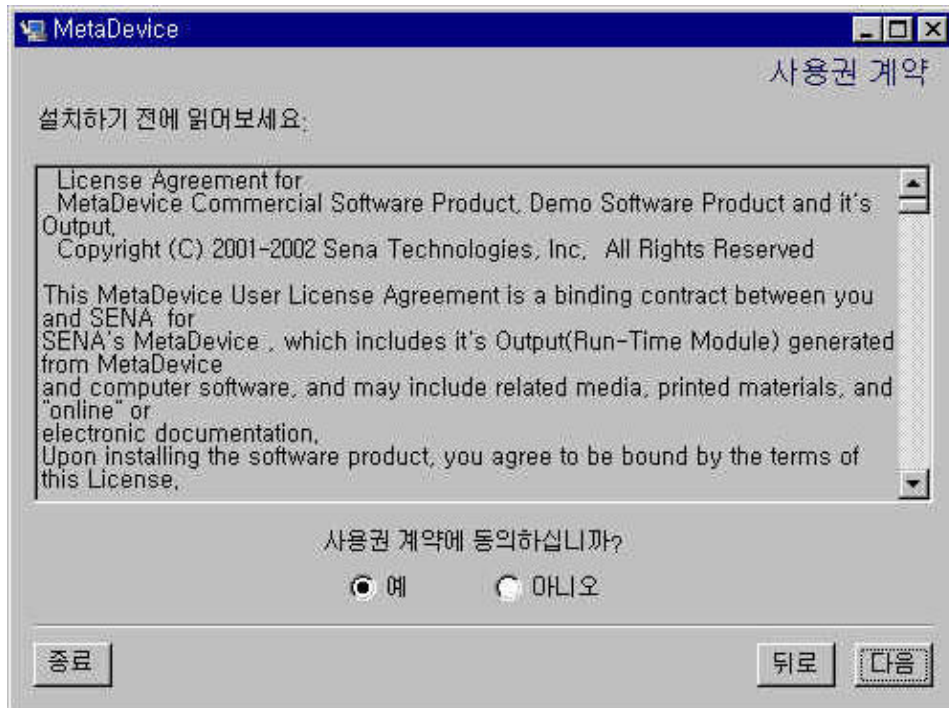 MetaDevice
사용권 계약
설치하기 전에 읽어보세요:
License Agreement for
MetaDevice Commercial Software Product, Demo Software Product and it's
Output.
Copyright (C) 2001-2002 Sena Technologies, Inc. All Rights Reserved
This MetaDevice User License Agreement is a binding contract between you
and SENA for
SENA's MetaDevice , which includes it's Output(Run-Time Module) generated
from MetaDevice
and computer software, and may include related media, printed materials, and
"online" or
electronic documentation.
Upon installing the software product, you agree to be bound by the terms of
this License.
사용권 계약에 동의하십니까?
예 아니오
종료 뒤로 다음